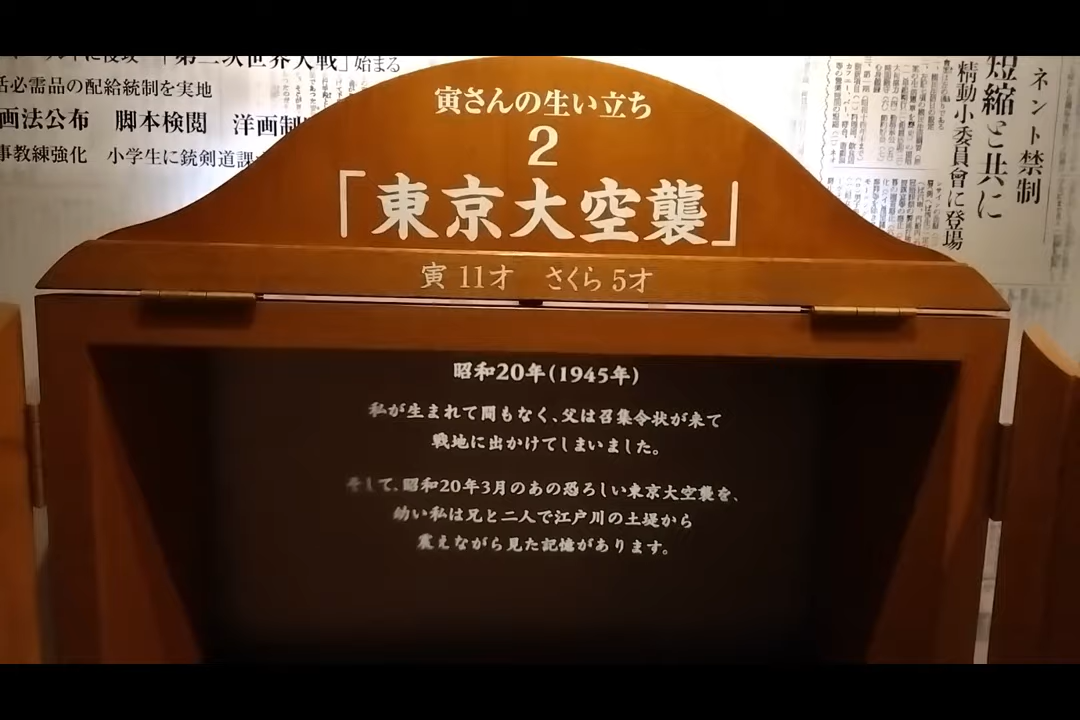 寅さんの生い立ち
2
「東京大空襲」
寅 11才 さくら 5才
昭和20年(1945年)
私が生まれて間もなく、父は召集令状が来て
戦地に出かけてしまいました。
そして、昭和20年3月のあの恐ろしい東京大空襲を、
幼い私は兄と二人で江戸川の土堤から
震えながら見た記憶があります。
「第二次世界大戦」始まる
活必需品の配給統制を実地
画法公布 脚本検閲 洋画制
事教練強化 小学生に銃剣道課
ネント禁制
短縮と共に
精動小委員會に登場